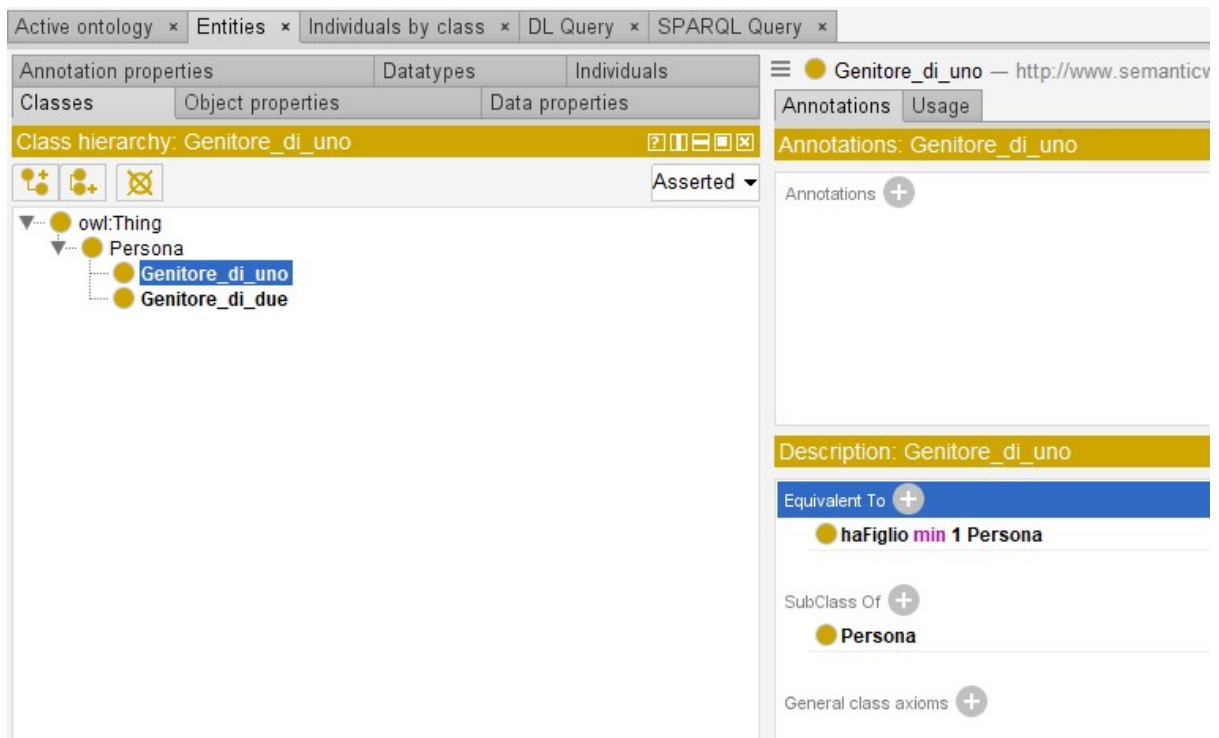 Active ontology × Entities × Individuals by class × DL Query × SPARQL Query ×
Annotation properties Datatypes Individuals
Classes Object properties Data properties
Class hierarchy: Genitore_di_uno
Asserted
owl:Thing
Persona
Genitore_di_uno
Genitore_di_due
Genitore_di_uno — http://www.semanticw
Annotations Usage
Annotations: Genitore_di_uno
Annotations
Description: Genitore_di_uno
Equivalent To
haFiglio min 1 Persona
SubClass Of
Persona
General class axioms